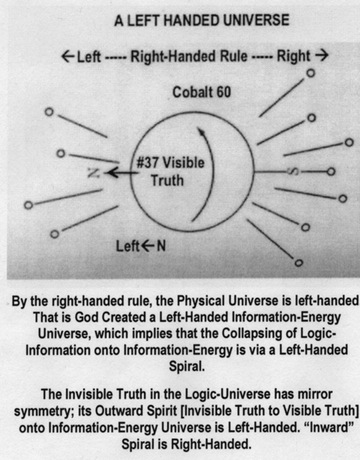 A LEFT HANDED UNIVERSE
←Left ----- Right-Handed Rule ----- Right →
Cobalt 60
#37 Visible
Truth
N
S
Left←N
By the right-handed rule, the Physical Universe is left-handed
That is God Created a Left-Handed Information-Energy
Universe, which implies that the Collapsing of Logic-
Information onto Information-Energy is via a Left-Handed
Spiral.
The Invisible Truth in the Logic-Universe has mirror
symmetry; its Outward Spirit [Invisible Truth to Visible Truth]
onto Information-Energy Universe is Left-Handed. “Inward”
Spiral is Right-Handed.